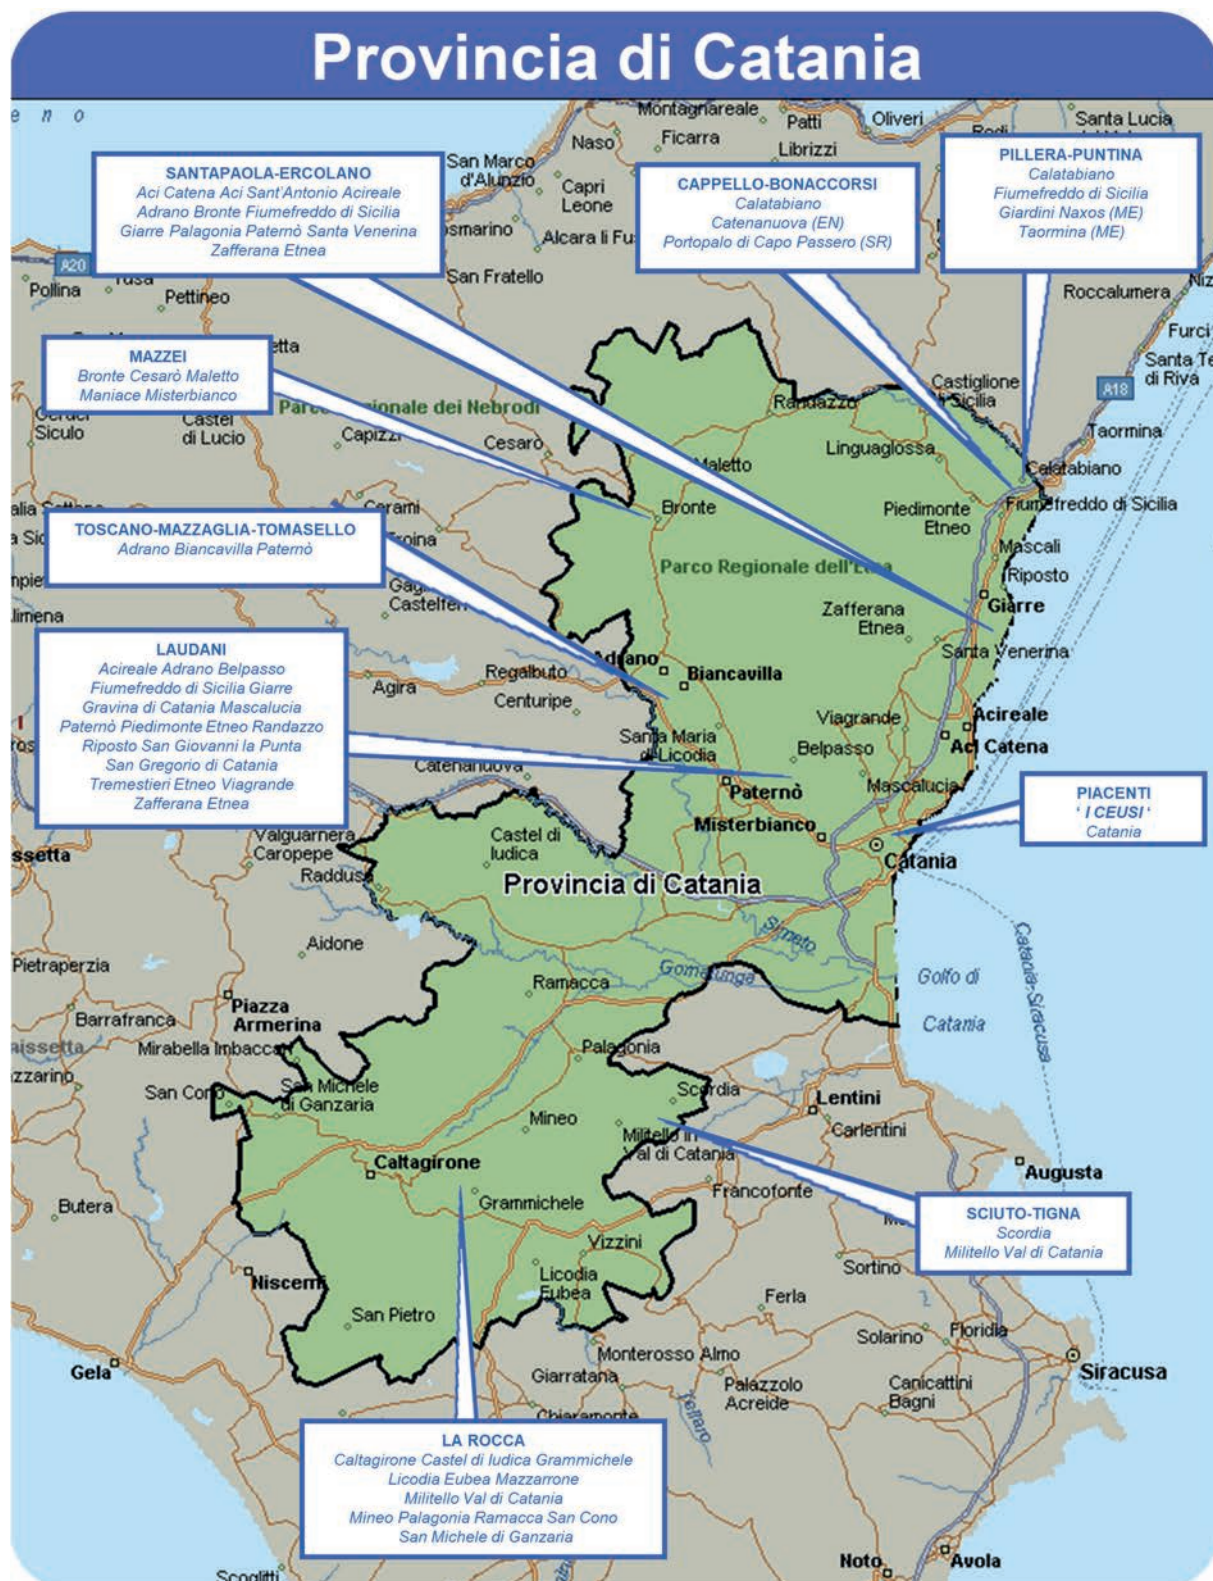 Provincia di Catania
e n o
Montagnareale
Patti
Oliveri
Santa Lucia
Naso
Ficarra
Librizzi
San Marco
d'Alunzio
Capri
Leone
SANTAPAOLA-ERCOLANO
Aci Catena Aci Sant'Antonio Acireale
Adrano Bronte Fiumefreddo di Sicilia
Giarre Palagonia Paternò Santa Venerina
Zafferana Etnea
CAPPELLO-BONACCORSI
Calatabiano
Catenanuova (EN)
Portopalo di Capo Passero (SR)
PILLERA-PUNTINA
Calatabiano
Fiumefreddo di Sicilia
Giardini Naxos (ME)
Taormina (ME)
Alcara li Fu
San Fratello
A20
Pollina
Pettineo
Roccalumera
Furci
Santa Te
di Riva
A18
MAZZEI
Bronte Cesarò Maletto
Maniace Misterbianco
Parco Regionale dei Nebrodi
Siculo
Castel
di Lucio
Capizzi
Cesarò
Randazzo
Castiglione
di Sicilia
Taormina
Linguaglossa
Maletto
Calatabiano
Bronte
Piedimonte
Etneo
Fiumefreddo di Sicilia
Cerami
Troina
TOSCANO-MAZZAGLIA-TOMASELLO
Adrano Biancavilla Paternò
Castelfer
Parco Regionale dell'Etna
Mascali
Riposto
Giarre
Zafferana
Etnea
Santa Venerina
LAUDANI
Acireale Adrano Belpasso
Fiumefreddo di Sicilia Giarre
Gravina di Catania Mascalucia
Paternò Piedimonte Etneo Randazzo
Riposto San Giovanni la Punta
San Gregorio di Catania
Tremestieri Etneo Viagrande
Zafferana Etnea
Adrano
Biancavilla
Regalbuto
Agira
Centuripe
Viagrande
Acireale
Aci Catena
Santa Maria
di Licodia
Belpasso
Catenanuova
Mascalucia
Paternò
Misterbianco
PIACENTI
‘ I CEUSI ‘
Catania
Valguarnera
Caropepe
Castel di
Iudica
Catania
Raddusa
Provincia di Catania
Simeto
Gornalunga
Golfo di
Catania
Catania-Siracusa
Aidone
Pietraperzia
Ramacca
Piazza
Armerina
Barrafranca
Mirabella Imbaccari
Palagonia
San Cono
San Michele
di Ganzaria
Scordia
Lentini
Carlentini
Mineo
Militello in
Val di Catania
Caltagirone
Augusta
Grammichele
Francofonte
Butera
SCIUTO-TIGNA
Scordia
Militello Val di Catania
Vizzini
Licodia
Eubea
Sortino
Niscemi
San Pietro
Ferla
Solarino
Floridia
Gela
Monterosso Almo
Giarratana
Palazzolo
Acreide
Canicattini
Bagni
Siracusa
Tellaro
Chiaramonte
LA ROCCA
Caltagirone Castel di Iudica Grammichele
Licodia Eubea Mazzarrone
Militello Val di Catania
Mineo Palagonia Ramacca San Cono
San Michele di Ganzaria
Noto
Avola
Scoglitti